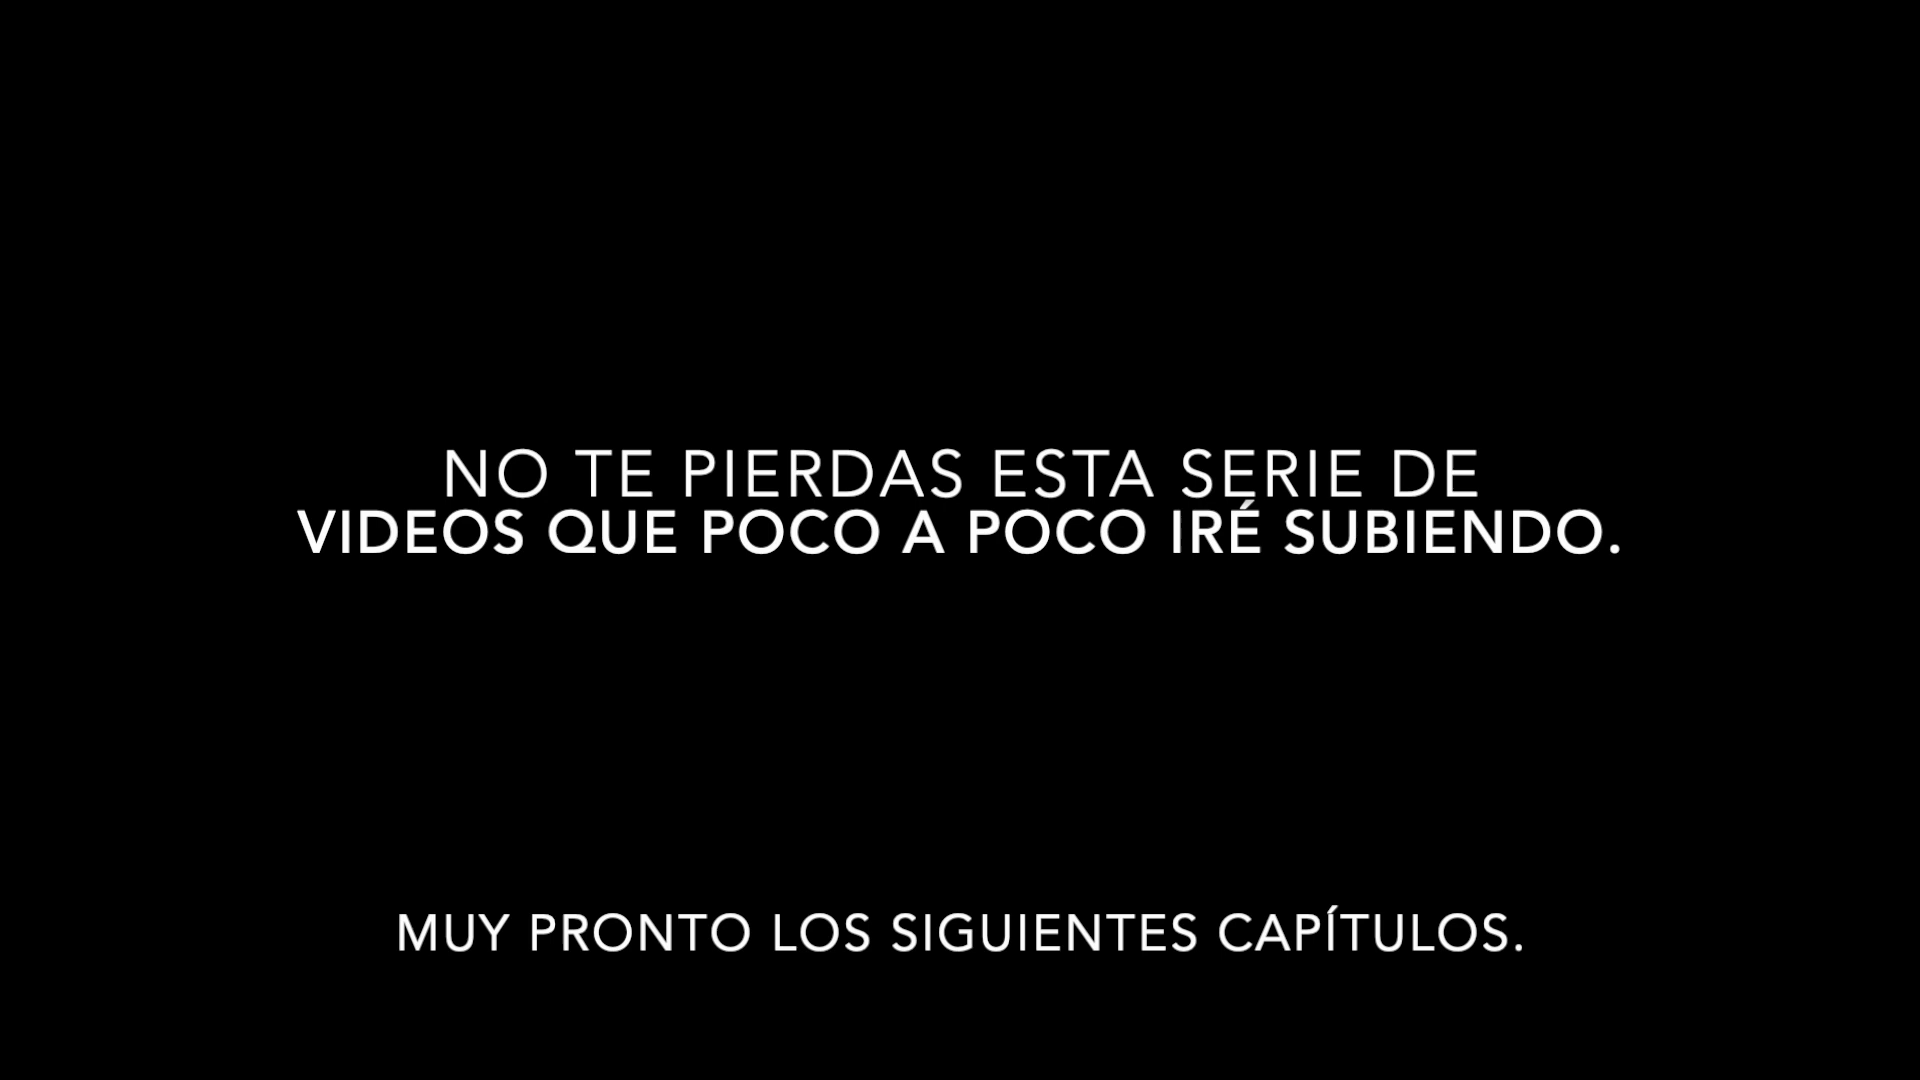 NO TE PIERDAS ESTA SERIE DE
VIDEOS QUE POCO A POCO IRÉ SUBIENDO.
MUY PRONTO LOS SIGUIENTES CAPÍTULOS.